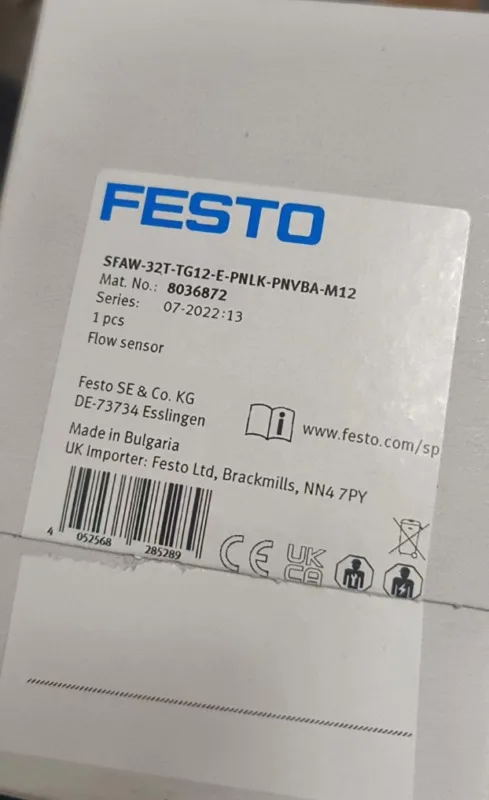 FESTO
SFAW-32T-TG12-E-PNLK-PNVBA-M12
Mat. No.: 8036872
Series: 07-2022:13
1 pcs
Flow sensor
Festo SE & Co. KG
DE-73734 Esslingen
www.festo.com/sp
Made in Bulgaria
UK Importer: Festo Ltd, Brackmills, NN4 7PY
4 052568 285289
CE
UK
CA